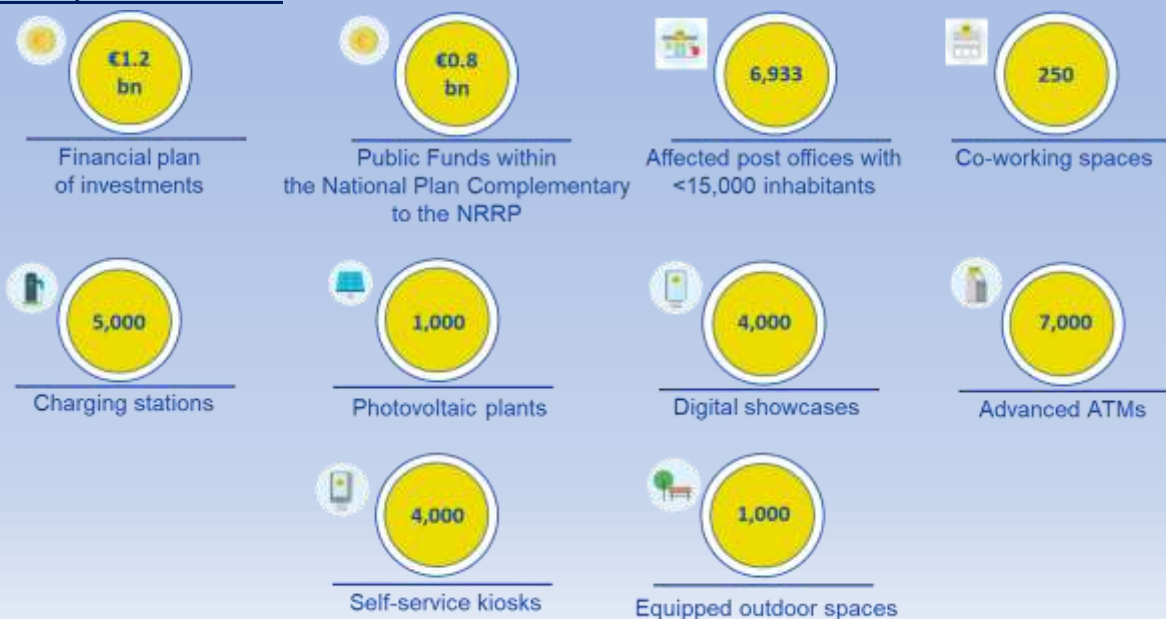 €1.2
bn
€0.8
bn
6,933
250
Financial plan
of investments
Public Funds within
the National Plan Complementary
to the NRRP
Affected post offices with
<15,000 inhabitants
Co-working spaces
5,000
1,000
4,000
7,000
Charging stations
Photovoltaic plants
Digital showcases
Advanced ATMs
4,000
1,000
Self-service kiosks
Equipped outdoor spaces